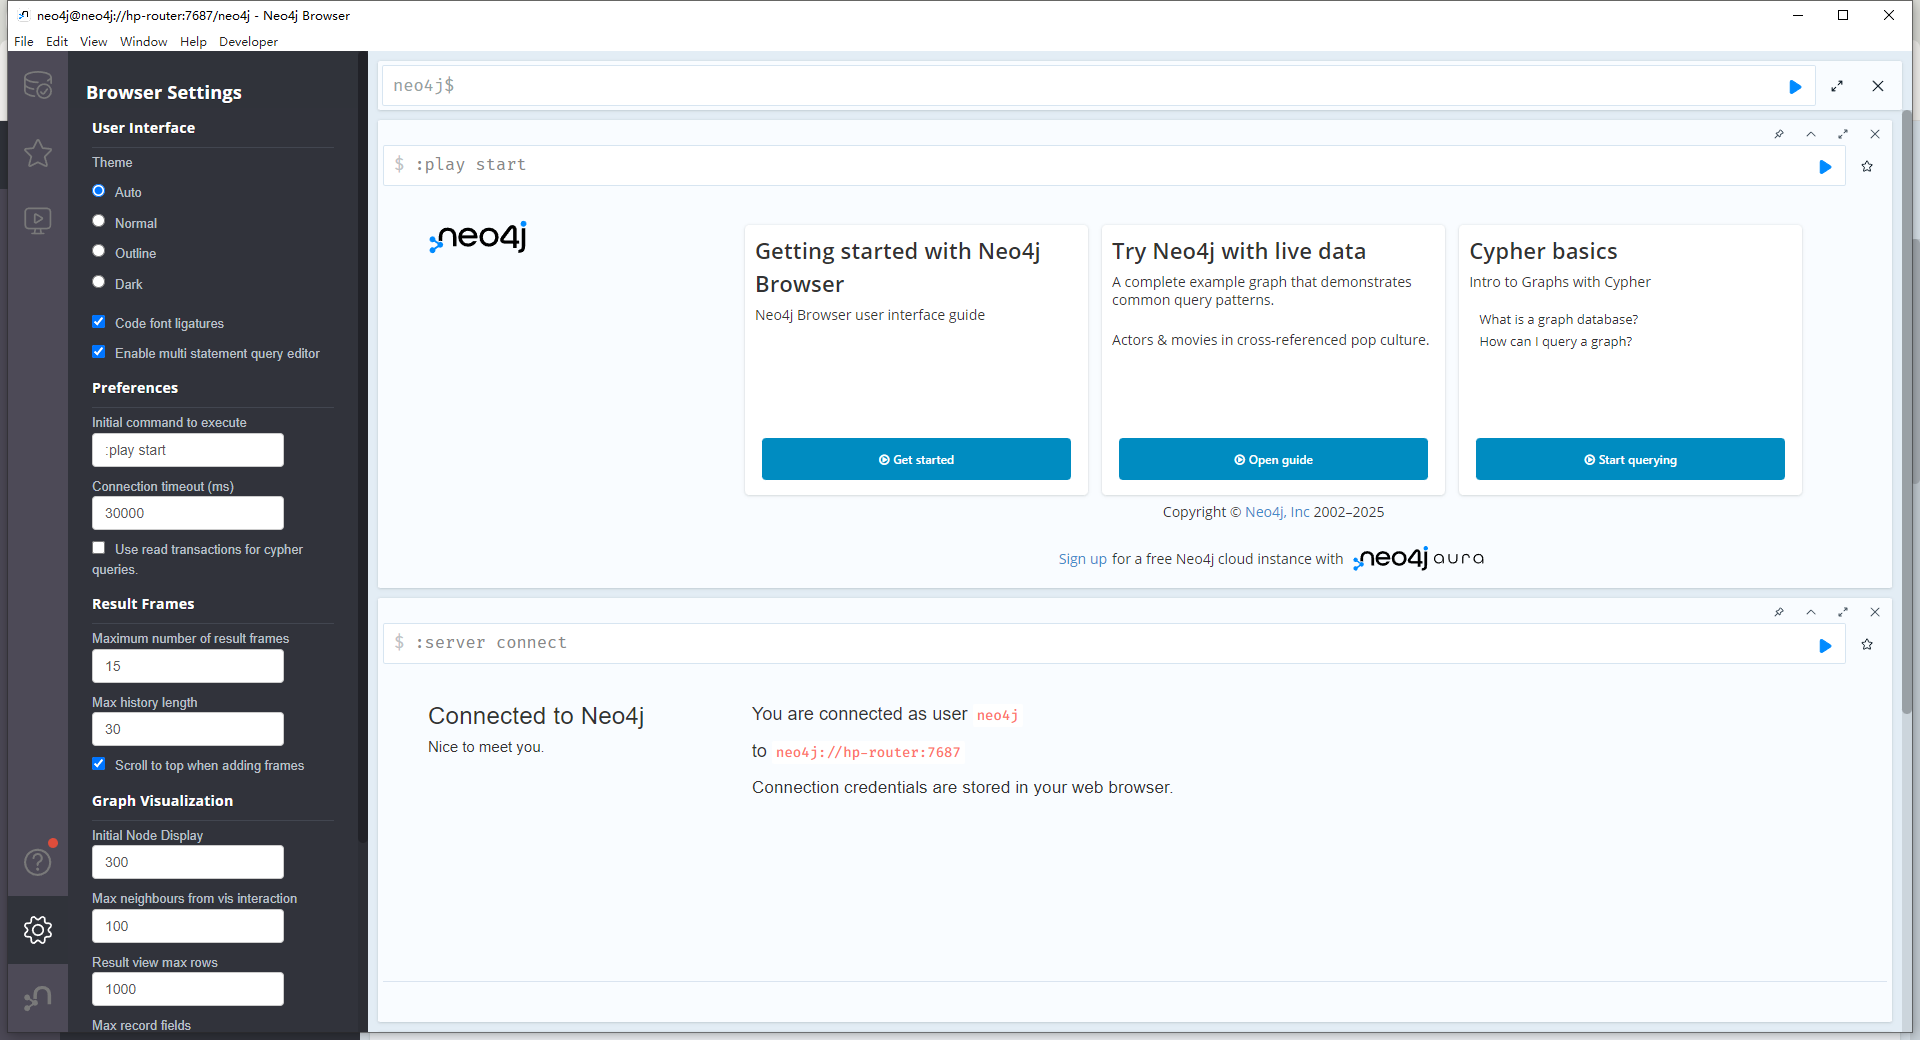 neo4j@neo4j://hp-router:7687/neo4j - Neo4j Browser
File Edit View Window Help Developer
Browser Settings
User Interface
Theme
Auto
Normal
Outline
Dark
Code font ligatures
Enable multi statement query editor
Preferences
Initial command to execute
:play start
Connection timeout (ms)
30000
Use read transactions for cypher
queries.
Result Frames
Maximum number of result frames
15
Max history length
30
Scroll to top when adding frames
Graph Visualization
Initial Node Display
300
Max neighbours from vis interaction
100
Result view max rows
1000
Max record fields
neo4j$
$ :play start
neo4j
Getting started with Neo4j
Browser
Neo4j Browser user interface guide
Get started
Try Neo4j with live data
A complete example graph that demonstrates
common query patterns.
Actors & movies in cross-referenced pop culture.
Open guide
Cypher basics
Intro to Graphs with Cypher
What is a graph database?
How can I query a graph?
Start querying
Copyright © Neo4j, Inc 2002–2025
Sign up for a free Neo4j cloud instance with neo4j aura
$ :server connect
Connected to Neo4j
Nice to meet you.
You are connected as user neo4j
to neo4j://hp-router:7687
Connection credentials are stored in your web browser.